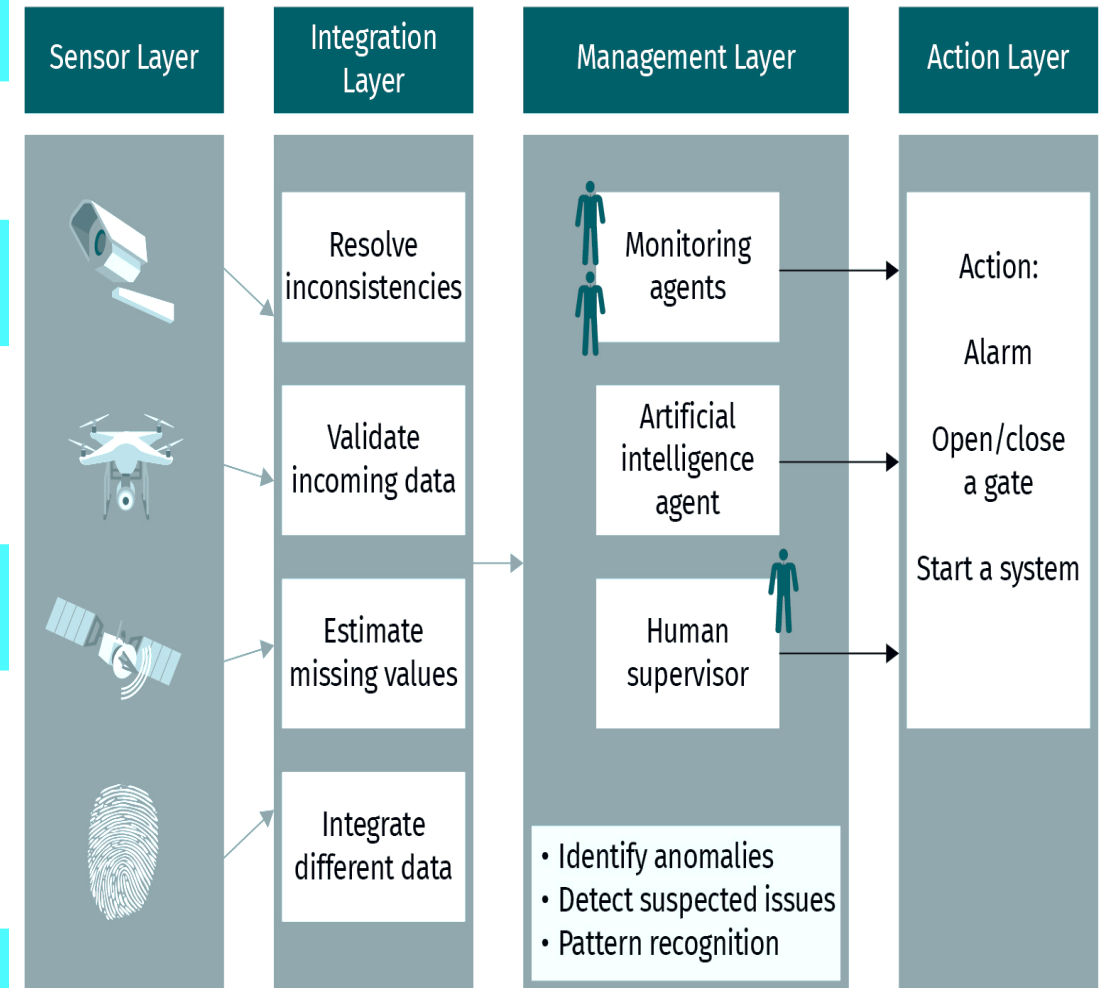 Sensor Layer
Integration
Layer
Management Layer
Action Layer
Resolve
inconsistencies
Validate
incoming data
Estimate
missing values
Integrate
different data
Monitoring
agents
Artificial
intelligence
agent
Human
supervisor
• Identify anomalies
• Detect suspected issues
• Pattern recognition
Action:
Alarm
Open/close
a gate
Start a system